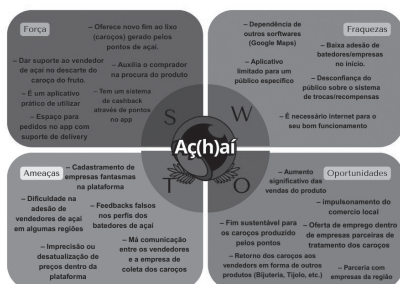 Força
– Oferece novo fim ao lixo
(caroços) gerado pelos
pontos de açaí.
– Dar suporte ao vendedor
de açaí no descarte do
caroço do fruto.
– Auxilia o comprador
na procura do produto
– É um aplicativo
prático de utilizar
– Tem um sistema
de cashback
através de pontos
no app
– Espaço para
pedidos no app com
suporte de delivery
Fraquezas
– Dependência de
outros sorftwares
(Google Maps)
– Baixa adesão de
batedores/empresas
no início.
– Aplicativo
limitado para um
público específico
– Desconfiança do
público sobre o sistema
de trocas/recompensas
– É necessário internet para o
seu bom funcionamento
S
W
Aç(h)aí
T
O
Ameaças
– Cadastramento de
empresas fantasmas
na plataforma
– Dificuldade na
adesão de
vendedores de açaí
em algumas regiões
– Feedbacks falsos
nos perfis dos
batedores de açaí
– Imprecisão ou
desatualização de
preços dentro da
plataforma
– Má comunicação
entre os vendedores
e a empresa de
coleta dos caroços
Oportunidades
– Aumento
significativo das
vendas do produto
– impulsonamento do
comercio local
– Fim sustentável para
os caroços produzido
pelos pontos
– Oferta de emprego dentro
de empresas parceiras de
tratamento dos caroços
– Retorno dos caroços aos
vendedores em forma de outros
produtos (Bijuteria, Tijolo, etc.)
– Parceria com
empresas da região